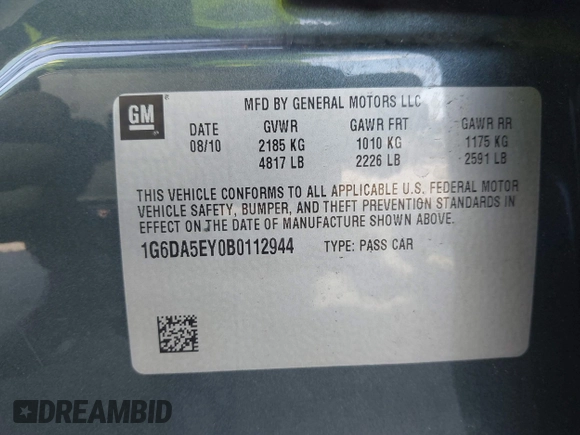 GM
MFD BY GENERAL MOTORS LLC
DATE GVWR GAWR FRT GAWR RR
08/10 2185 KG 1010 KG 1175 KG
4817 LB 2226 LB 2591 LB
THIS VEHICLE CONFORMS TO ALL APPLICABLE U.S. FEDERAL MOTOR
VEHICLE SAFETY, BUMPER, AND THEFT PREVENTION STANDARDS IN
EFFECT ON THE DATE OF MANUFACTURE SHOWN ABOVE.
1G6DA5EY0B0112944 TYPE: PASS CAR
DREAMBID